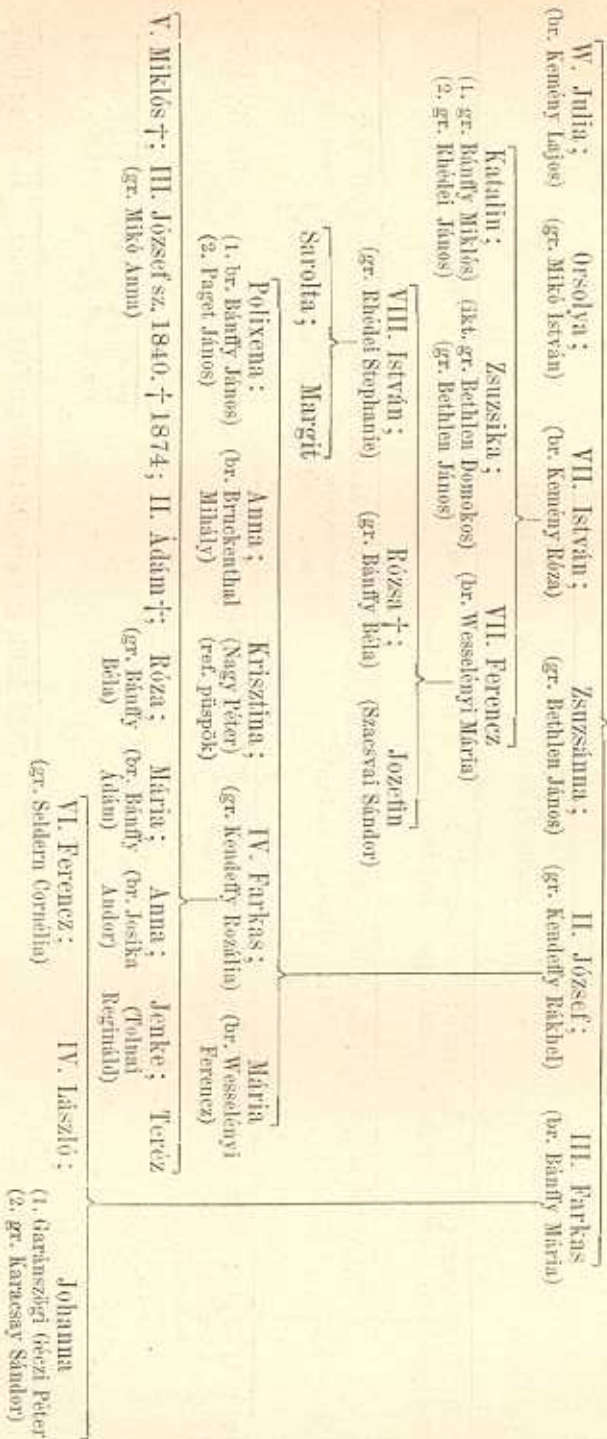 W. Julia; Orsolya; VII. István; Zsuzsánna; II. József; III. Farkas
(br. Kemény Lajos) (gr. Mikó István) (br. Kemény Róza) (gr. Bethlen János) (gr. Kendeffy Rákhel) (br. Bánffy Mária)
Katalin; Zsuzsika; VII. Ferencz
(1. gr. Bánffy Miklós) (ikt. gr. Bethlen Domokos) (br. Wesselényi Mária)
(2. gr. Rhédei János) (gr. Bethlen János)
VIII. István; Rózsa †; Jozefin
(gr. Rhédei Stephanie) (gr. Bánffy Béla) (Szacsvai Sándor)
Sarolta; Margit
Polixena; Anna; Krisztina; IV. Farkas; Mária
(1. br. Bánffy János) (br. Bruckenthal (Nagy Péter) (gr. Kendeffy Rozália) (br. Wesselényi
(2. Paget János) Mihály) ref. püspök) Ferencz)
V. Miklós †; III. József sz. 1840. † 1874; II. Ádám †; Róza; Mária; Anna; Jenke; Teréz
(gr. Mikó Anna) (gr. Bánffy (br. Bánffy (br. Josika (Tolnai
Béla) Ádám) Andor) Regináld)
VI. Ferencz; IV. László; Johanna
(gr. Seldern Cornélia) (1. Garánszögi Géczi Péter
(2. gr. Karacsay Sándor)